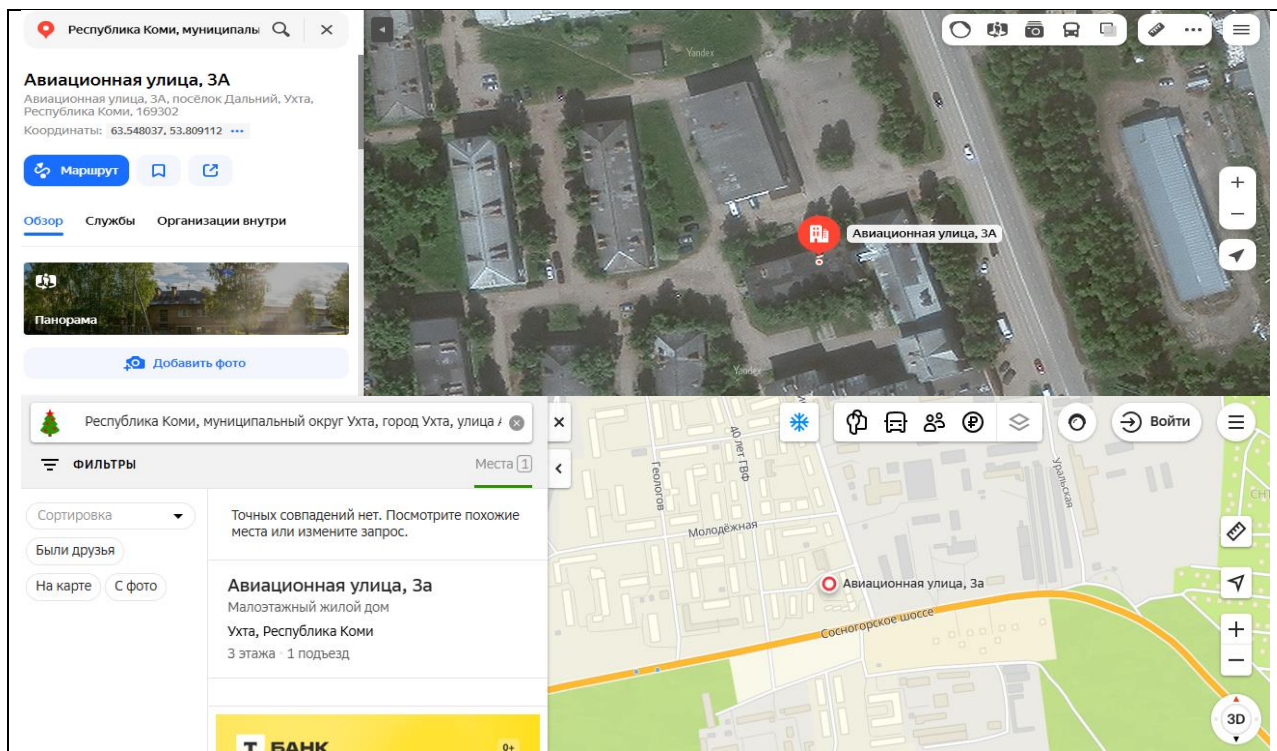 Республика Коми, муниципаль
Авиационная улица, 3А
Авиационная улица, 3А, посёлок Дальний, Ухта,
Республика Коми, 169302
Координаты: 63.548037, 53.809112
Маршрут
Обзор Службы Организации внутри
Панорама
Добавить фото
Yandex
Авиационная улица, 3А
Yandex
Республика Коми, муниципальный округ Ухта, город Ухта, улица
ФИЛЬТРЫ
Места 1
Сортировка
Были друзья
На карте С фото
Точных совпадений нет. Посмотрите похожие
места или измените запрос.
Авиационная улица, 3а
Малоэтажный жилой дом
Ухта, Республика Коми
3 этажа · 1 подъезд
Т БАНК
0+
Войти
40 лет ГВФ
Геологов
Уральская
СНТ
Молодёжная
Авиационная улица, 3а
Сосногорское шоссе
3D